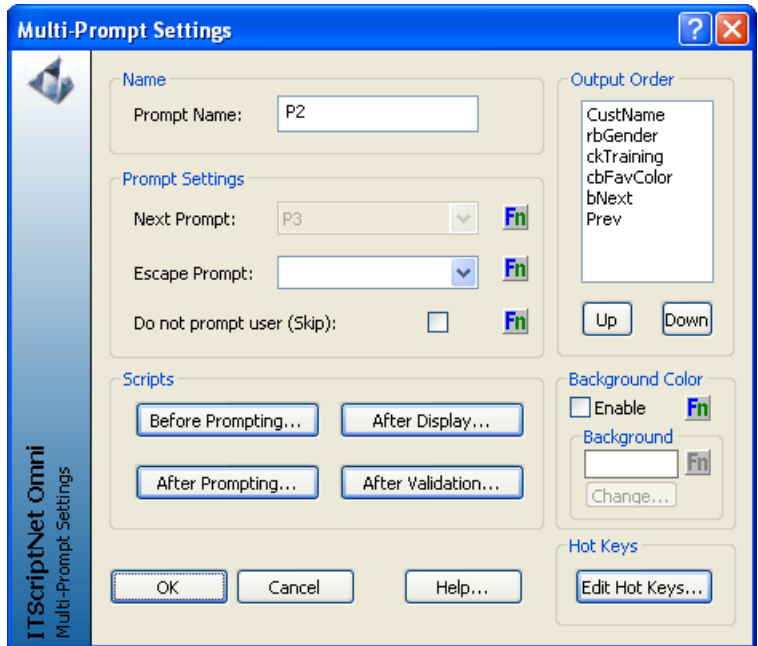 Multi-Prompt Settings
Name
Prompt Name:
P2
Prompt Settings
Next Prompt:
P3
Fn
Escape Prompt:
Fn
Do not prompt user (Skip):
Fn
Scripts
Before Prompting...
After Display...
After Prompting...
After Validation...
OK
Cancel
Help...
Output Order
CustName
rbGender
ckTraining
cbFavColor
bNext
Prev
Up
Down
Background Color
Enable
Fn
Background
Fn
Change...
Hot Keys
Edit Hot Keys...
ITScriptNet Omni
Multi-Prompt Settings